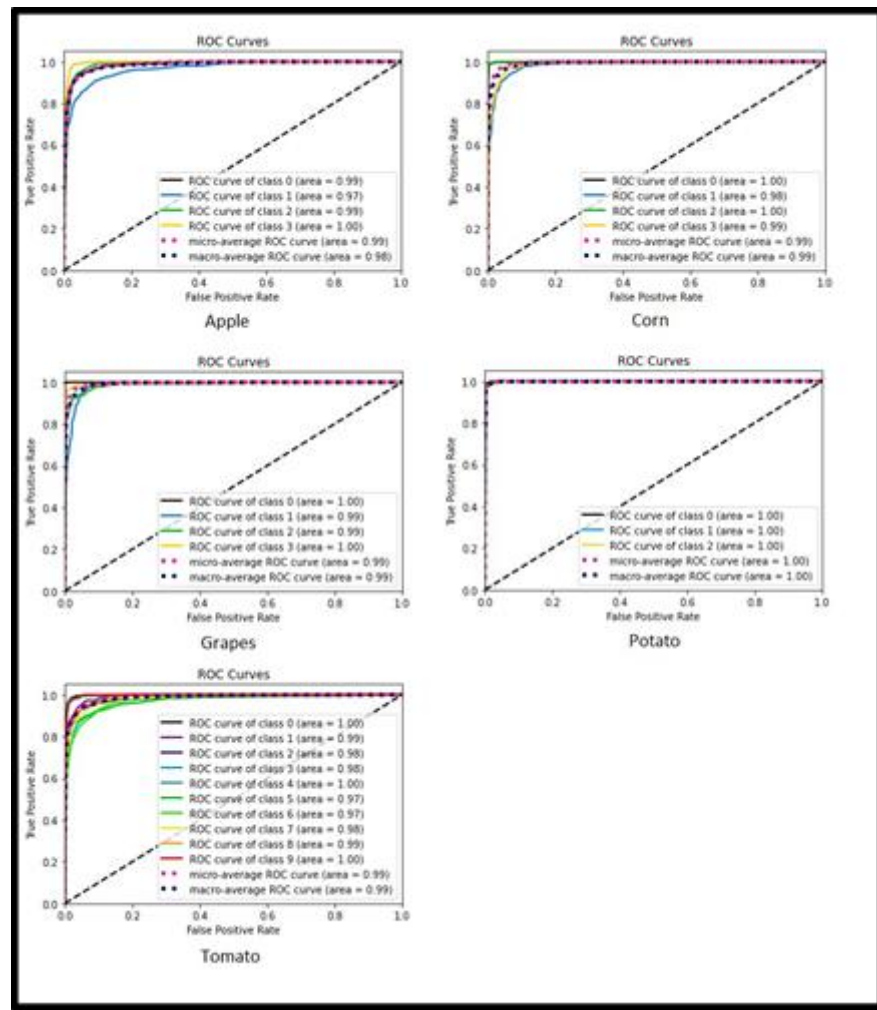 ROC Curves
True Positive Rate
1.0
0.8
0.6
0.4
0.2
0.0
ROC curve of class 0 (area = 0.99)
ROC curve of class 1 (area = 0.97)
ROC curve of class 2 (area = 0.99)
ROC curve of class 3 (area = 1.00)
micro-average ROC curve (area = 0.99)
macro-average ROC curve (area = 0.98)
0.0 0.2 0.4 0.6 0.8 1.0
False Positive Rate
Apple
ROC Curves
True Positive Rate
1.0
0.8
0.6
0.4
0.2
0.0
ROC curve of class 0 (area = 1.00)
ROC curve of class 1 (area = 0.98)
ROC curve of class 2 (area = 1.00)
ROC curve of class 3 (area = 0.99)
micro-average ROC curve (area = 0.99)
macro-average ROC curve (area = 0.99)
0.0 0.2 0.4 0.6 0.8 1.0
False Positive Rate
Corn
ROC Curves
True Positive Rate
1.0
0.8
0.6
0.4
0.2
0.0
ROC curve of class 0 (area = 1.00)
ROC curve of class 1 (area = 0.99)
ROC curve of class 2 (area = 0.99)
ROC curve of class 3 (area = 1.00)
micro-average ROC curve (area = 0.99)
macro-average ROC curve (area = 0.99)
0.0 0.2 0.4 0.6 0.8 1.0
False Positive Rate
Grapes
ROC Curves
True Positive Rate
1.0
0.8
0.6
0.4
0.2
0.0
ROC curve of class 0 (area = 1.00)
ROC curve of class 1 (area = 1.00)
ROC curve of class 2 (area = 1.00)
micro-average ROC curve (area = 1.00)
macro-average ROC curve (area = 1.00)
0.0 0.2 0.4 0.6 0.8 1.0
False Positive Rate
Potato
ROC Curves
True Positive Rate
1.0
0.8
0.6
0.4
0.2
0.0
ROC curve of class 0 (area = 1.00)
ROC curve of class 1 (area = 0.99)
ROC curve of class 2 (area = 0.98)
ROC curve of class 3 (area = 0.98)
ROC curve of class 4 (area = 1.00)
ROC curve of class 5 (area = 0.97)
ROC curve of class 6 (area = 0.97)
ROC curve of class 7 (area = 0.98)
ROC curve of class 8 (area = 0.99)
ROC curve of class 9 (area = 1.00)
micro-average ROC curve (area = 0.99)
macro-average ROC curve (area = 0.99)
0.0 0.2 0.4 0.6 0.8 1.0
False Positive Rate
Tomato